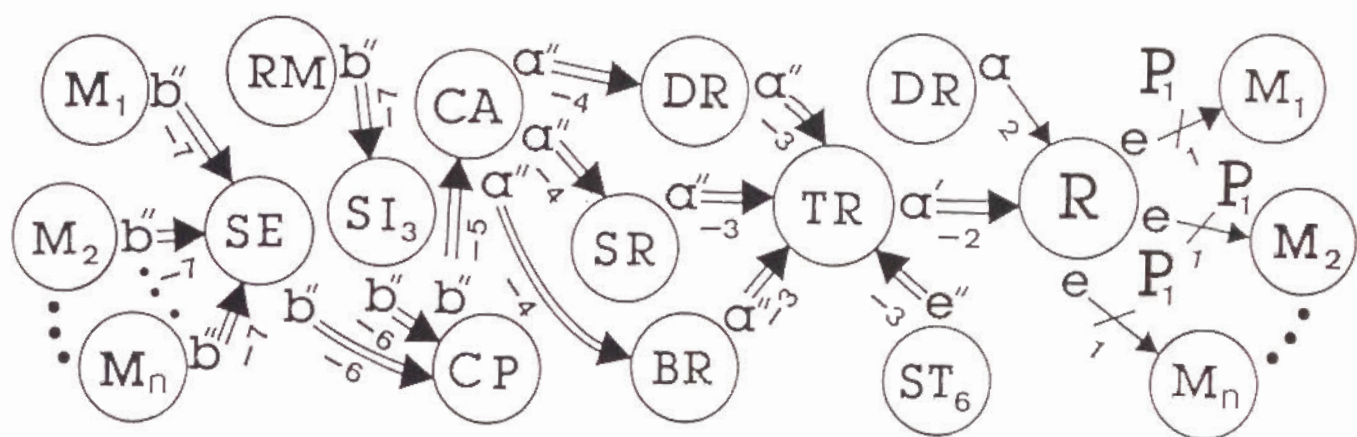 M₁ b″ −7
RM b″ −7
CA a″ −4
DR a″ −3
DR a 2
e P₁ 1 M₁
M₂ b″ −7
SE
SI₃
a″ −4
SR a″ −3
TR a′ −2
R
e P₁ 1 M₂
Mₙ b″ −7
b″ −6
b″ −6
b″ −5
CP
a″ −4
BR a″ −3
e″ −3
ST₆
e P₁ 1 Mₙ